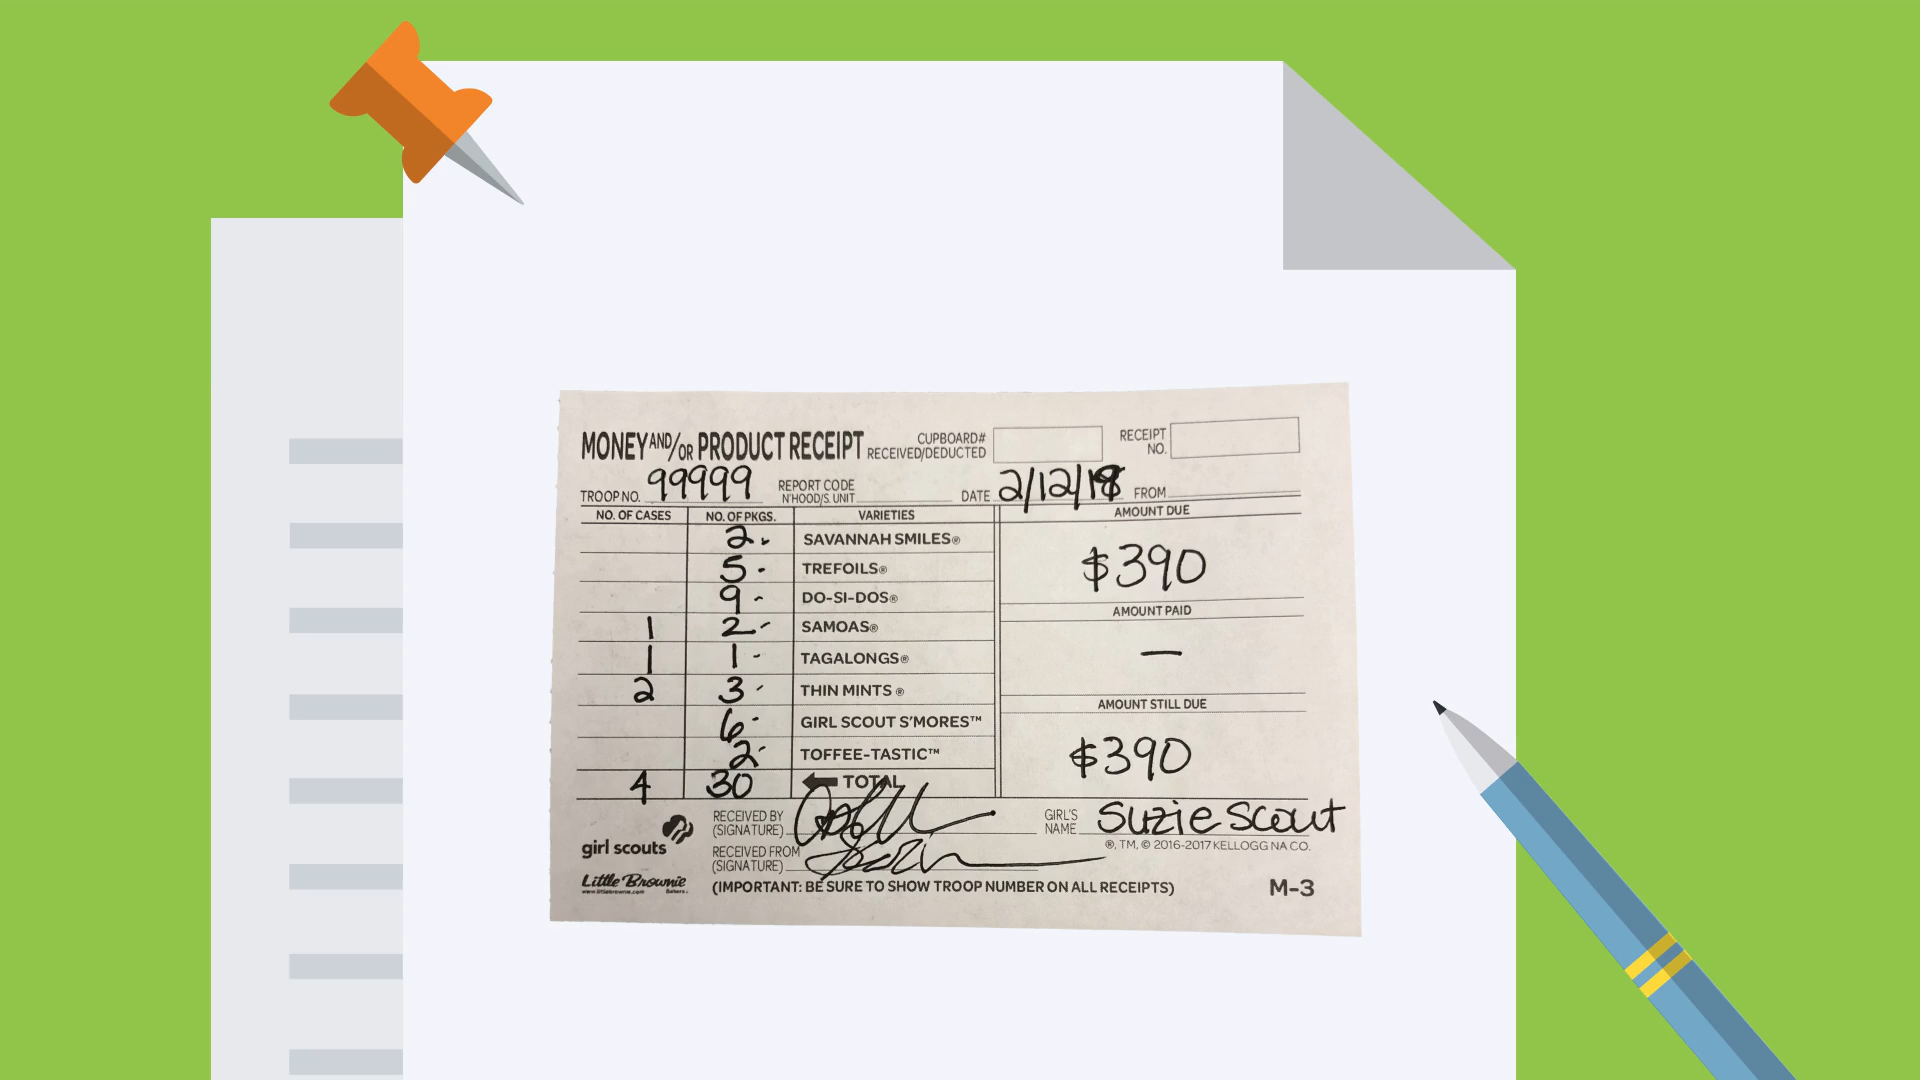 MONEY AND/OR PRODUCT RECEIPT CUPBOARD# RECEIVED/DEDUCTED RECEIPT NO.
TROOP NO. 99999 REPORT CODE N'HOOD/S. UNIT DATE 2/12/18 FROM
NO. OF CASES NO. OF PKGS. VARIETIES AMOUNT DUE
2 SAVANNAH SMILES®
5 TREFOILS® $390
9 DO-SI-DOS®
AMOUNT PAID
1 2 SAMOAS®
1 1 TAGALONGS® —
2 3 THIN MINTS®
AMOUNT STILL DUE
6 GIRL SCOUT S'MORES™
2 TOFFEE-TASTIC™ $390
4 30 TOTAL
RECEIVED BY (SIGNATURE) GIRL'S NAME Suzie Scout
girl scouts RECEIVED FROM (SIGNATURE) ®, TM, © 2016-2017 KELLOGG NA CO.
Little Brownie Bakers (IMPORTANT: BE SURE TO SHOW TROOP NUMBER ON ALL RECEIPTS) M-3
www.littlebrownie.com